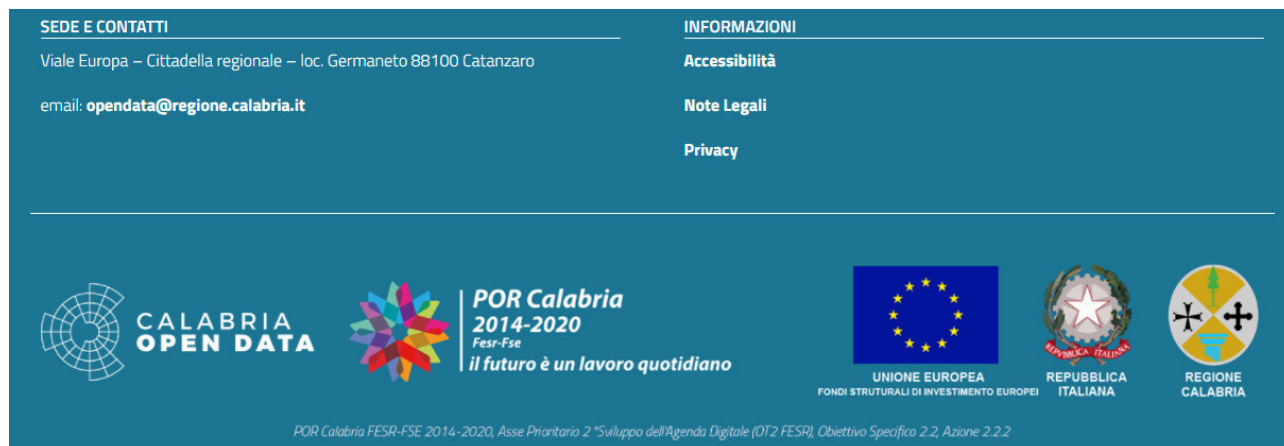 SEDE E CONTATTI
Viale Europa – Cittadella regionale – loc. Germaneto 88100 Catanzaro
email: opendata@regione.calabria.it
INFORMAZIONI
Accessibilità
Note Legali
Privacy
CALABRIA
OPEN DATA
POR Calabria
2014-2020
Fesr-Fse
il futuro è un lavoro quotidiano
UNIONE EUROPEA
FONDI STRUTURALI DI INVESTIMENTO EUROPEI
REPVBBLICA ITALIANA
REPUBBLICA
ITALIANA
REGIONE
CALABRIA
POR Calabria FESR-FSE 2014-2020, Asse Prioritario 2 "Sviluppo dell'Agenda Digitale (OT2 FESR), Obiettivo Specifico 2.2, Azione 2.2.2